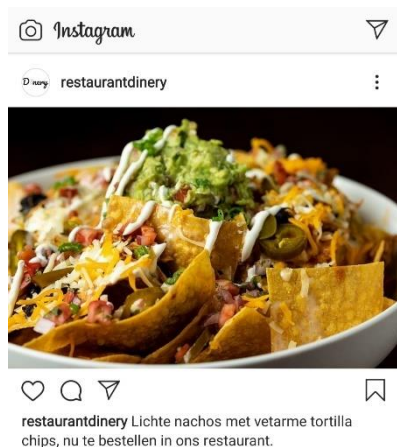 Instagram
Dinery restaurantdinery
restaurantdinery Lichte nachos met vetarme tortilla
chips, nu te bestellen in ons restaurant.